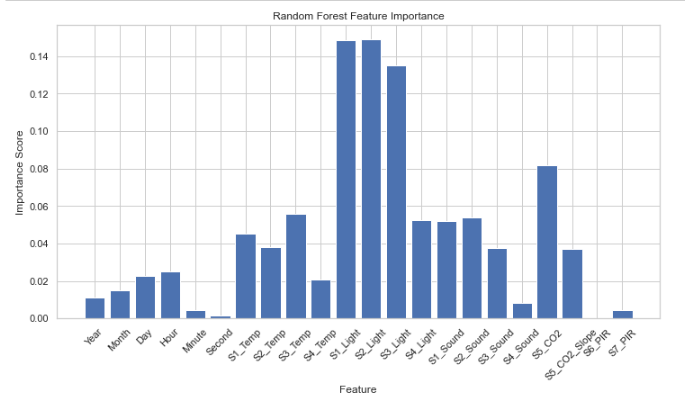 Random Forest Feature Importance
0.14
0.12
0.10
0.08
0.06
0.04
0.02
0.00
Importance Score
Year
Month
Day
Hour
Minute
Second
S1_Temp
S2_Temp
S3_Temp
S4_Temp
S1_Light
S2_Light
S3_Light
S4_Light
S1_Sound
S2_Sound
S3_Sound
S4_Sound
S5_CO2
S5_CO2_Slope
S6_PIR
S7_PIR
Feature